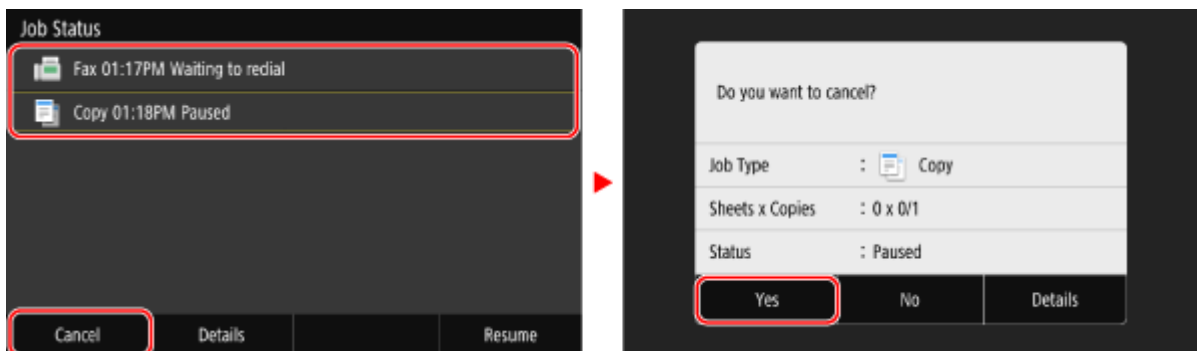 Job Status
Fax 01:17PM Waiting to redial
Copy 01:18PM Paused
Cancel Details Resume
Do you want to cancel?
Job Type : Copy
Sheets x Copies : 0 x 0/1
Status : Paused
Yes No Details